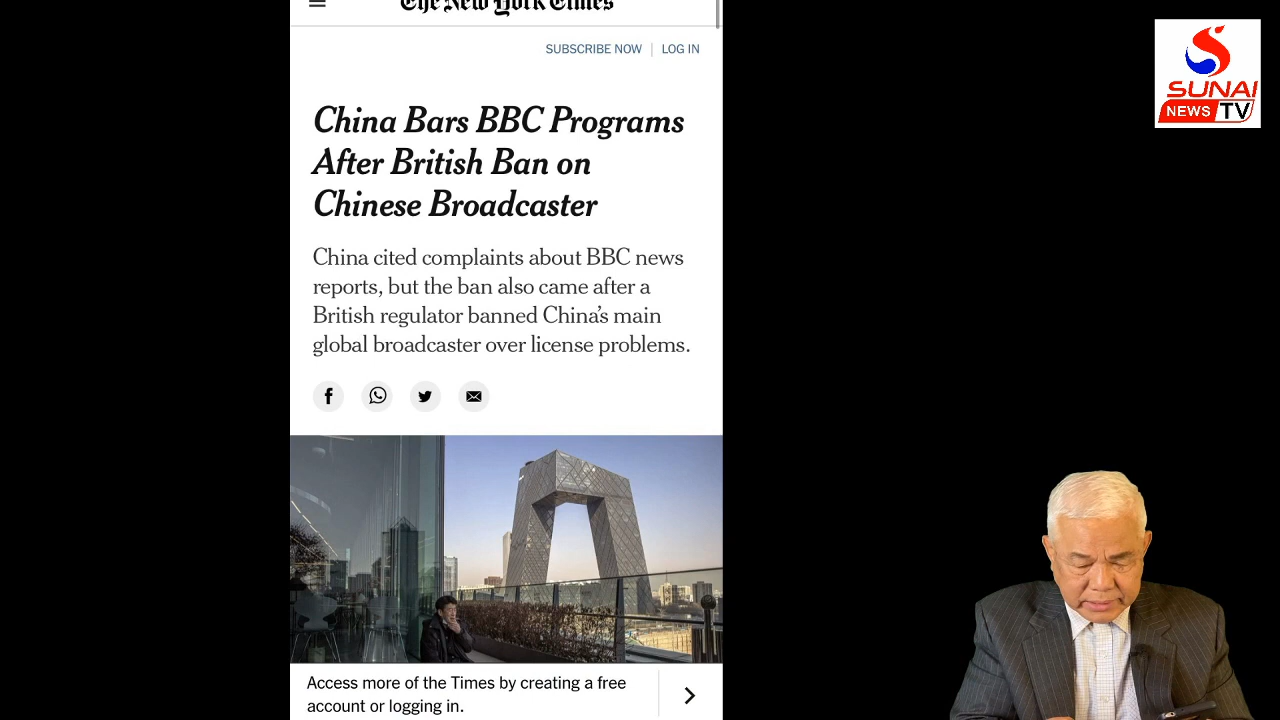 The New York Times
SUBSCRIBE NOW | LOG IN
China Bars BBC Programs
After British Ban on
Chinese Broadcaster
China cited complaints about BBC news
reports, but the ban also came after a
British regulator banned China's main
global broadcaster over license problems.
Access more of the Times by creating a free
account or logging in.
SUNAI
NEWS TV